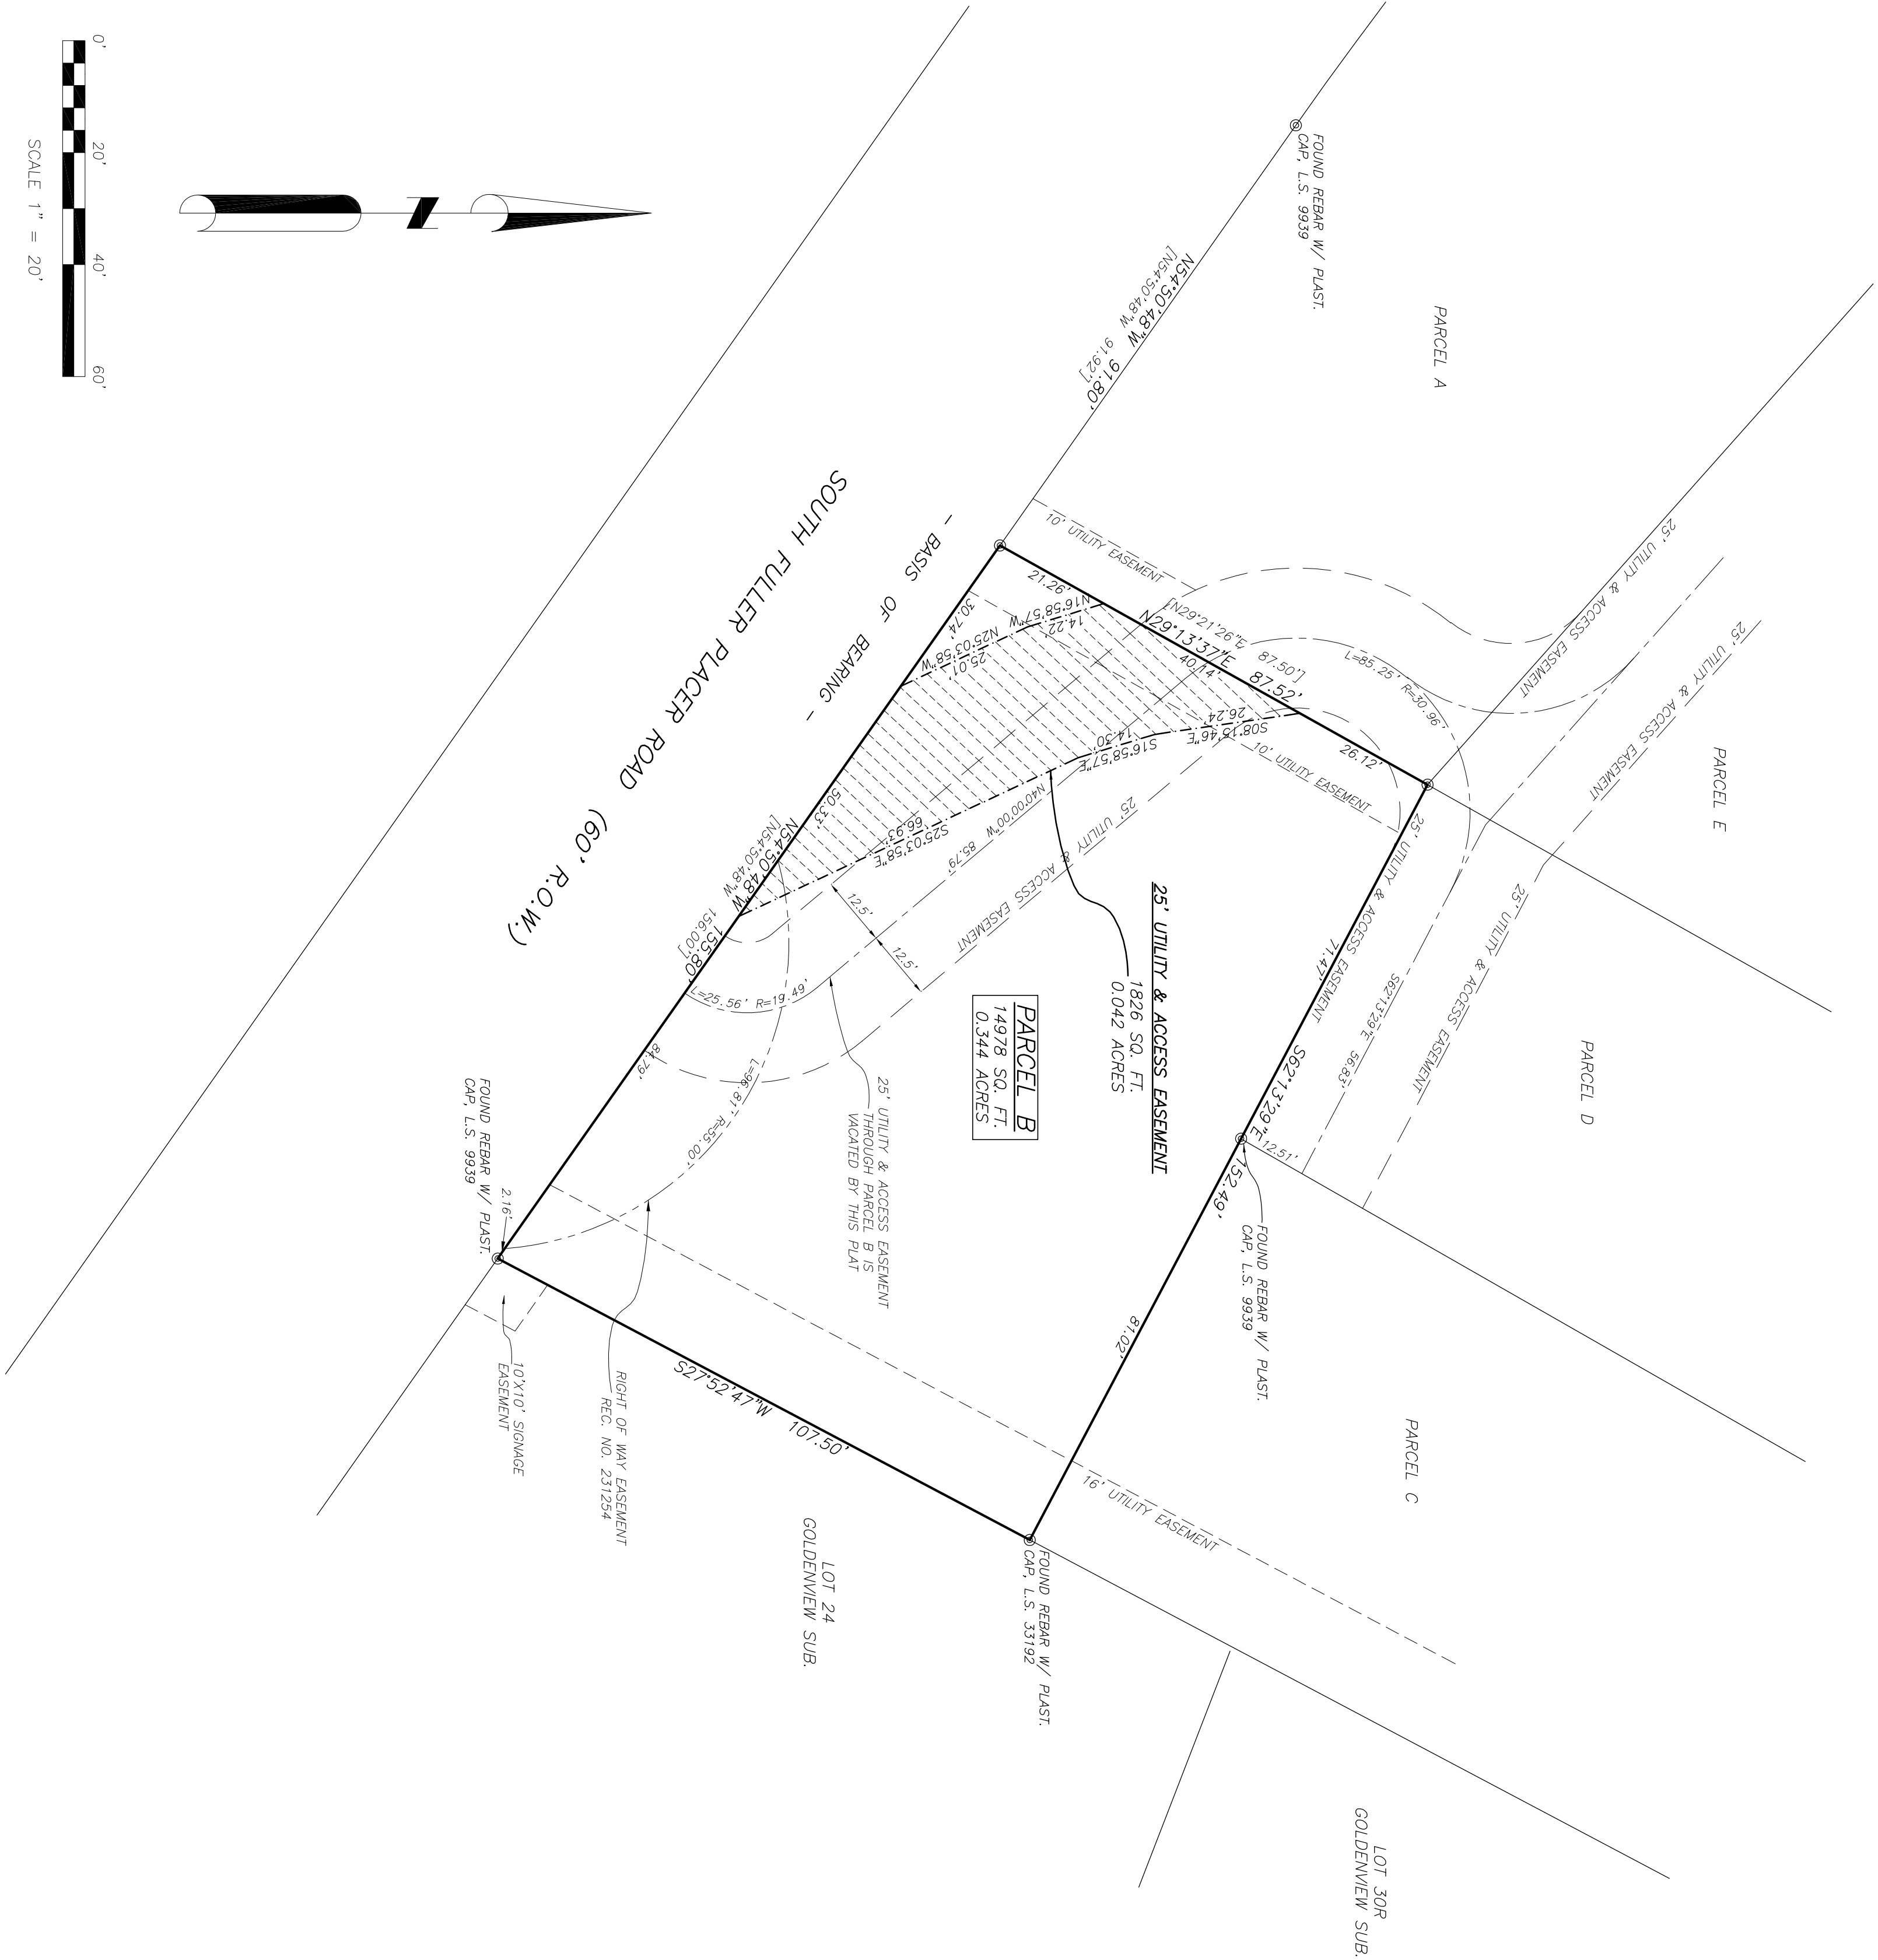 FOUND REBAR W/ PLAST.
CAP, L.S. 9939
PARCEL A
PARCEL E
PARCEL D
PARCEL C
25' UTILITY & ACCESS EASEMENT
25' UTILITY & ACCESS EASEMENT
25' UTILITY & ACCESS EASEMENT
25' UTILITY & ACCESS EASEMENT
N54°50'48"W 91.80'
[N54°50'48"W 91.92']
10' UTILITY EASEMENT
[N29°21'26"E 87.50']
N29°13'37"E 87.52'
21.26'
40.14'
26.12'
L=85.25' R=30.96'
N16°58'57"W
14.22'
N25°03'58"W
25.01'
30.74'
S08°15'46"E
26.24'
S16°58'57"E
14.30'
10' UTILITY EASEMENT
S25°03'58"E
66.93'
N40°00'00"W 85.79'
25' UTILITY & ACCESS EASEMENT
12.5'
12.5'
50.33'
N54°50'48"W 155.80'
[N54°50'48"W 156.00']
L=25.56' R=19.49'
84.79'
L=96.81' R=55.00'
2.16'
- BASIS OF BEARING -
SOUTH FULLER PLACER ROAD (60' R.O.W.)
25' UTILITY & ACCESS EASEMENT
1826 SQ. FT.
0.042 ACRES
PARCEL B
14978 SQ. FT.
0.344 ACRES
25' UTILITY & ACCESS EASEMENT
THROUGH PARCEL B IS
VACATED BY THIS PLAT
71.47'
S62°13'29"E 56.83'
S62°13'29"E 152.49'
12.51'
FOUND REBAR W/ PLAST.
CAP, L.S. 9939
81.02'
16' UTILITY EASEMENT
FOUND REBAR W/ PLAST.
CAP, L.S. 33192
S27°52'47"W 107.50'
FOUND REBAR W/ PLAST.
CAP, L.S. 9939
10'X10' SIGNAGE
EASEMENT
RIGHT OF WAY EASEMENT
REC. NO. 231254
LOT 24
GOLDENVIEW SUB.
LOT 30R
GOLDENVIEW SUB.
N
0' 20' 40' 60'
SCALE 1" = 20'